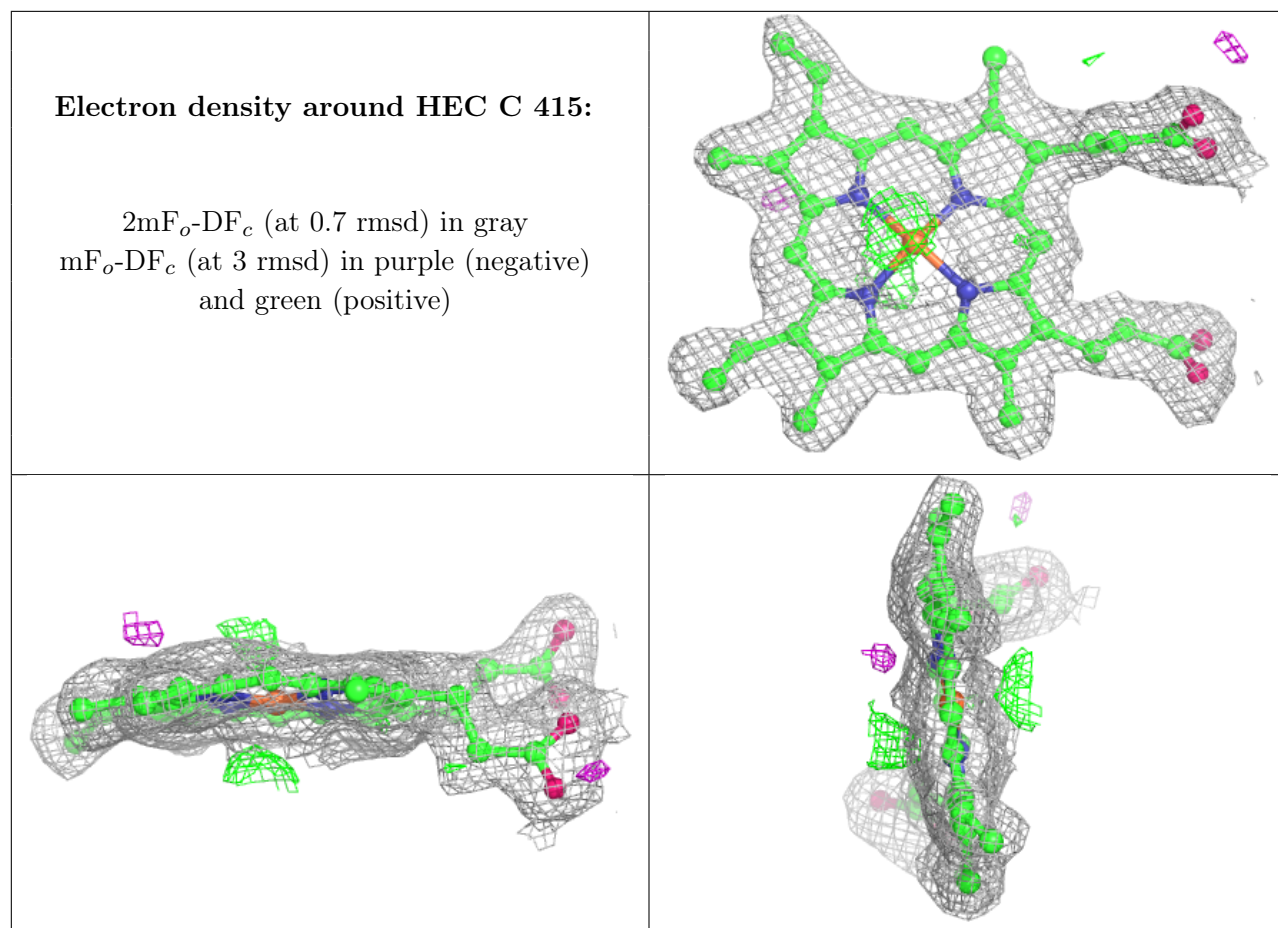 Electron density around HEC C 415:
2mFo-DFc (at 0.7 rmsd) in gray
mFo-DFc (at 3 rmsd) in purple (negative)
and green (positive)